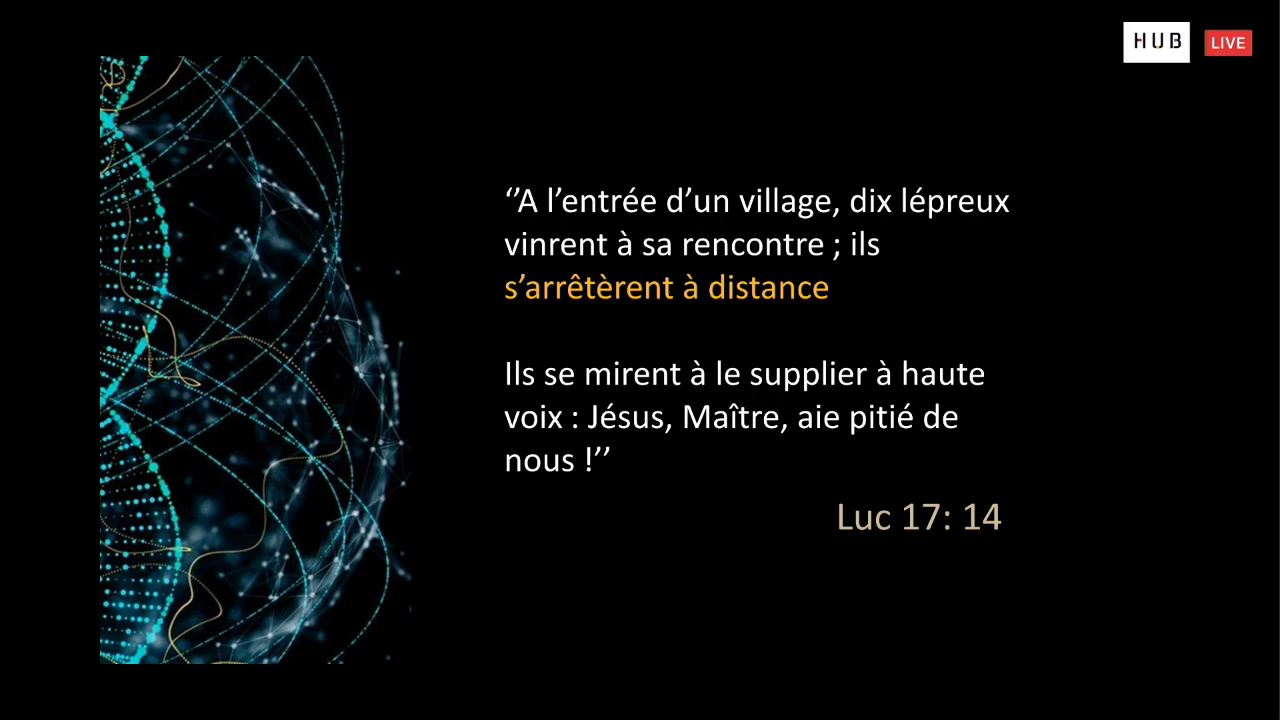 HUB LIVE
‘’A l’entrée d’un village, dix lépreux
vinrent à sa rencontre ; ils
s’arrêtèrent à distance
Ils se mirent à le supplier à haute
voix : Jésus, Maître, aie pitié de
nous !’’
Luc 17: 14